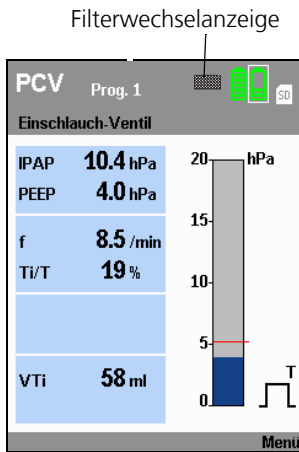 Filterwechselanzeige
PCV Prog. 1 SD
Einschlauch-Ventil
IPAP 10.4 hPa
PEEP 4.0 hPa
f 8.5 /min
Ti/T 19 %
VTi 58 ml
20 hPa
15
10
5
0
T
Menü